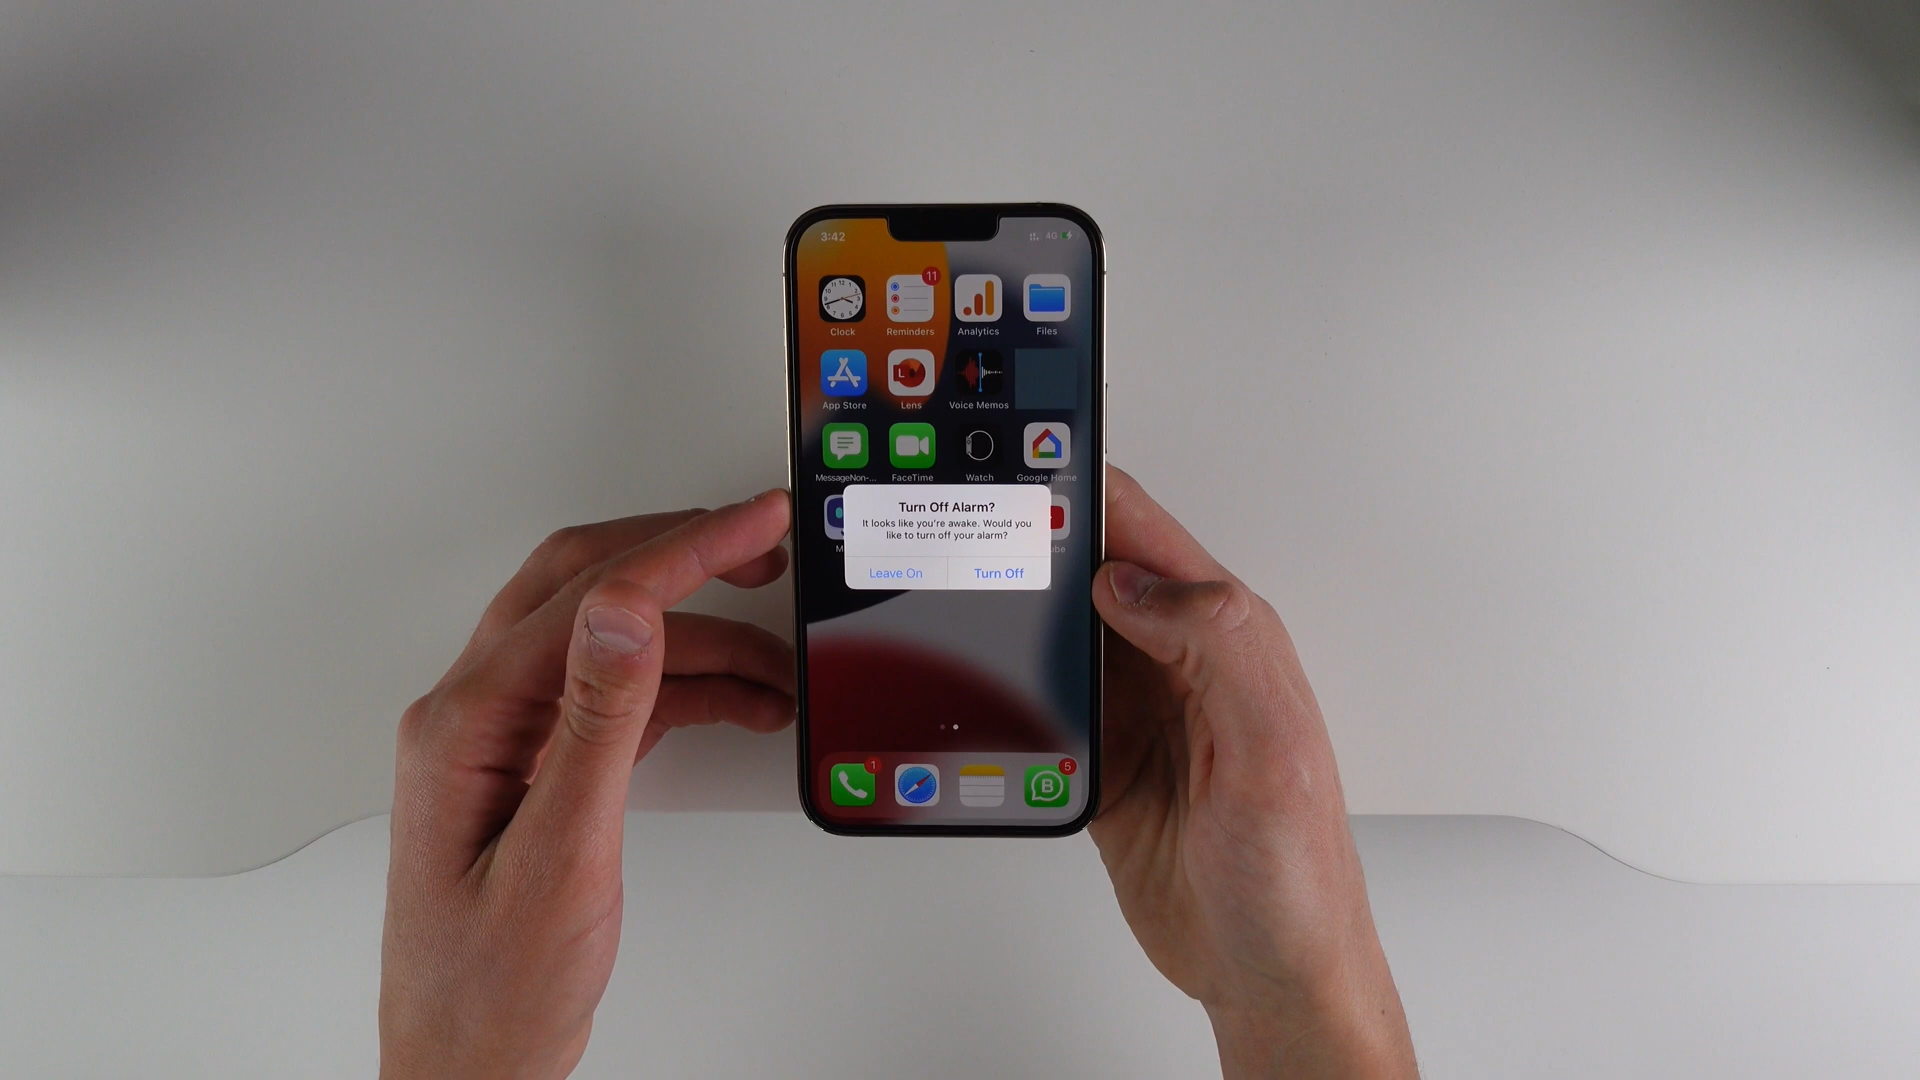 3:42
4G
11
Clock
Reminders
Analytics
Files
L
App Store
Lens
Voice Memos
MessageNon-...
FaceTime
Watch
Google Home
Turn Off Alarm?
It looks like you're awake. Would you
like to turn off your alarm?
M
ube
Leave On
Turn Off
1
5
B